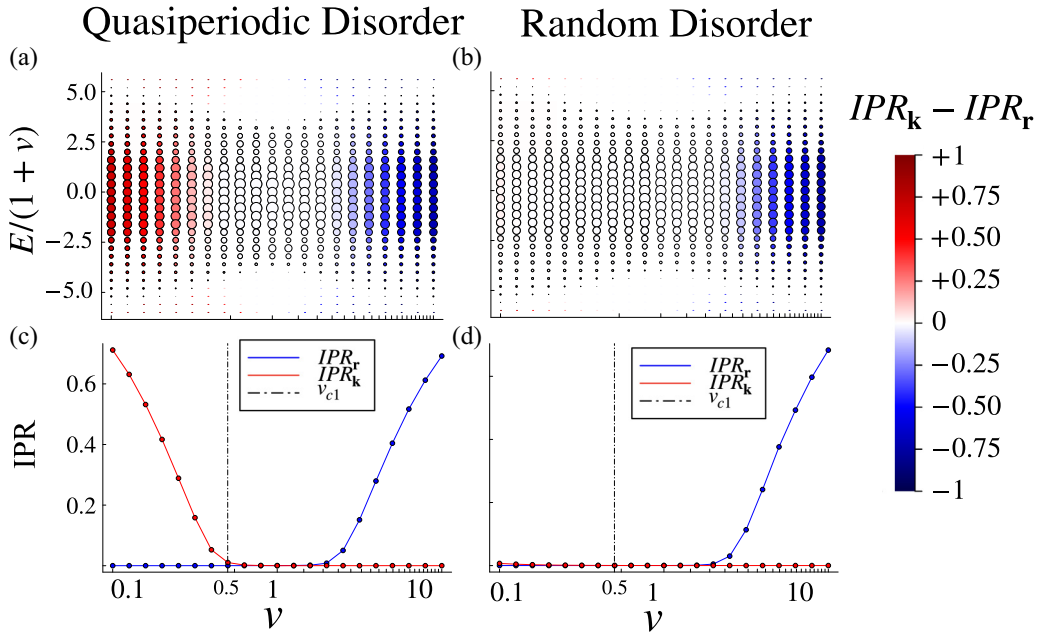 Quasiperiodic Disorder
Random Disorder
(a)
(b)
5.0
2.5
0.0
−2.5
−5.0
E/(1 + v)
IPR_k − IPR_r
+1
+0.75
+0.50
+0.25
0
−0.25
−0.50
−0.75
−1
(c)
(d)
IPR_r
IPR_k
v_c1
IPR_r
IPR_k
v_c1
0.6
0.4
0.2
IPR
0.1
0.5
1
10
v
0.1
0.5
1
10
v